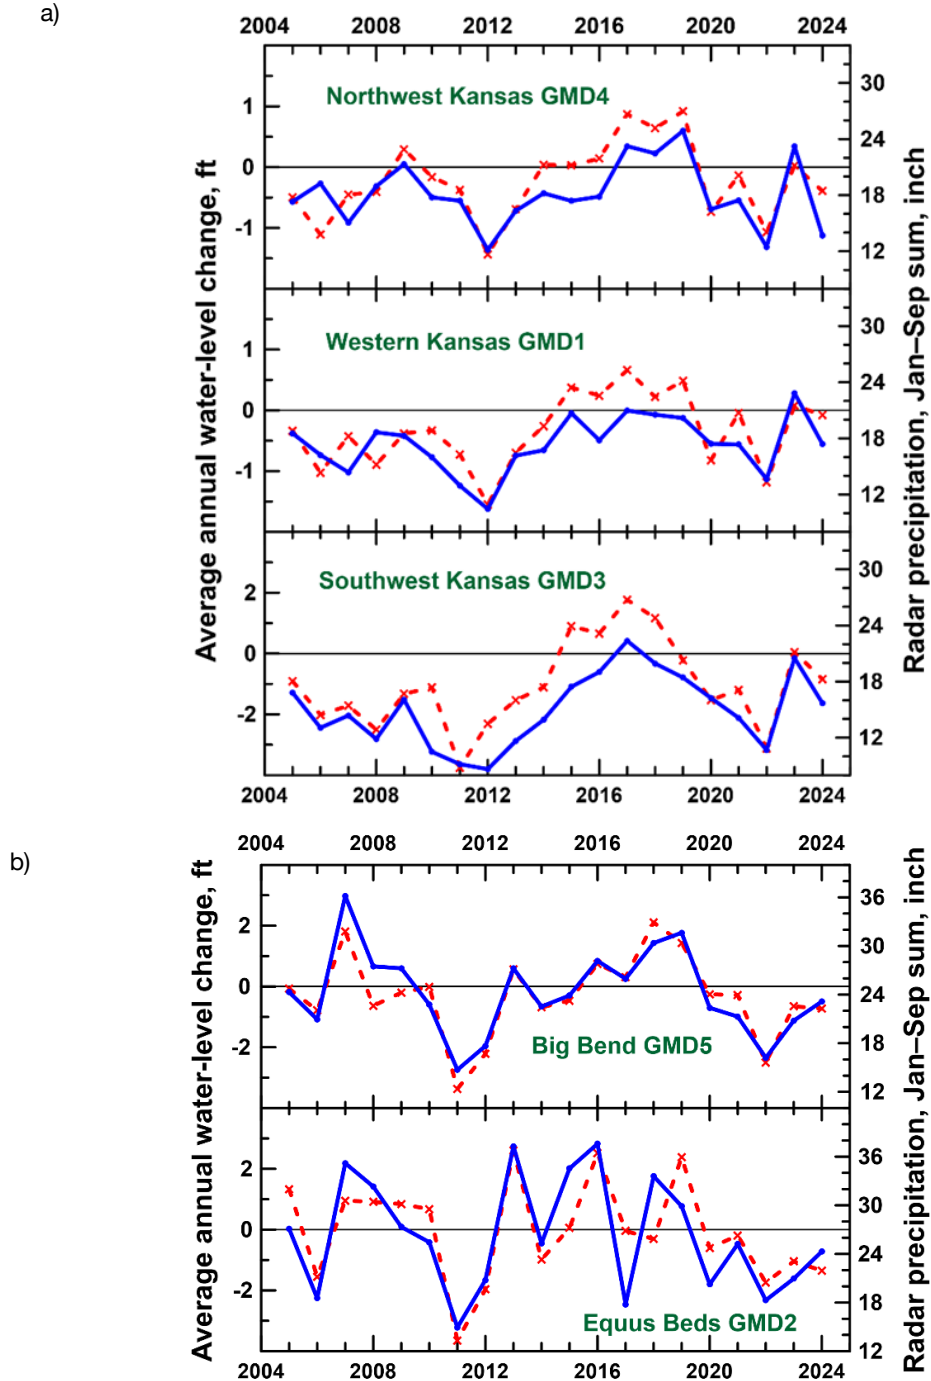 a)
2004 2008 2012 2016 2020 2024
Northwest Kansas GMD4
1
0
-1
30
24
18
12
Western Kansas GMD1
1
0
-1
30
24
18
12
Southwest Kansas GMD3
2
0
-2
30
24
18
12
Average annual water-level change, ft
Radar precipitation, Jan–Sep sum, inch
2004 2008 2012 2016 2020 2024
b)
2004 2008 2012 2016 2020 2024
2
0
-2
36
30
24
18
12
Big Bend GMD5
2
0
-2
36
30
24
18
12
Equus Beds GMD2
Average annual water-level change, ft
Radar precipitation, Jan–Sep sum, inch
2004 2008 2012 2016 2020 2024